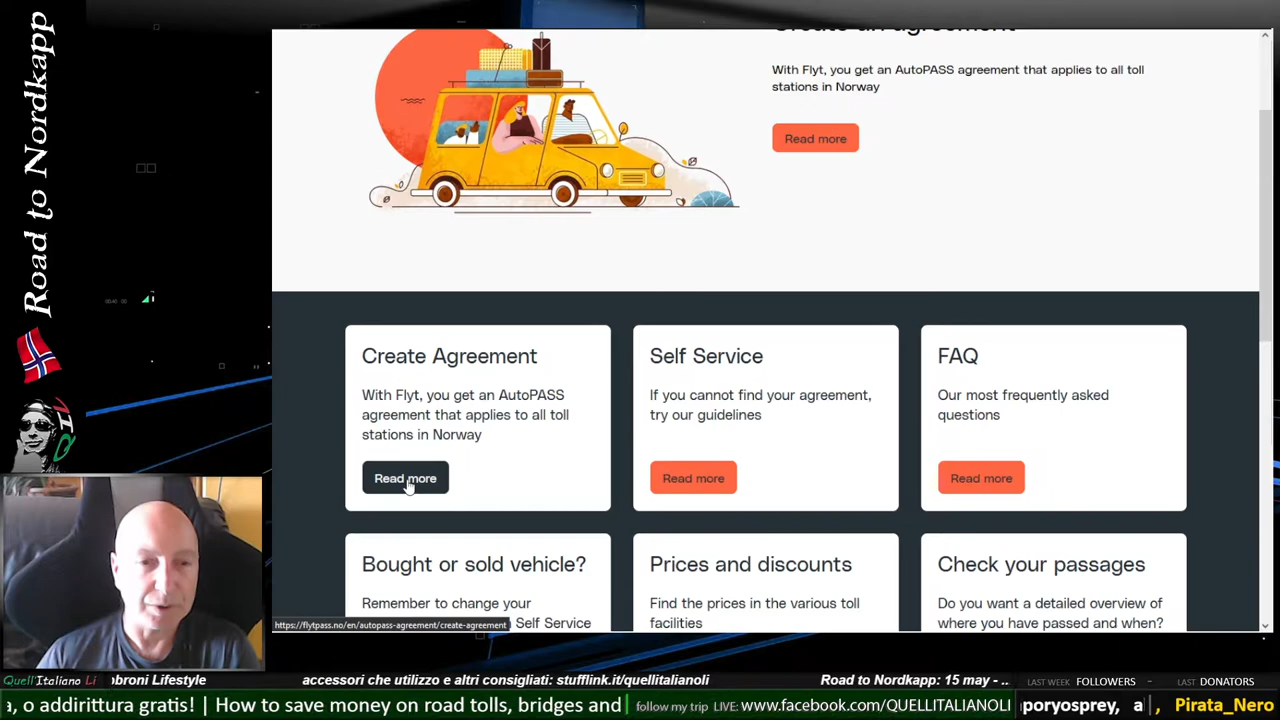 Road to Nordkapp
Create an agreement
With Flyt, you get an AutoPASS agreement that applies to all toll
stations in Norway
Read more
Create Agreement
With Flyt, you get an AutoPASS
agreement that applies to all toll
stations in Norway
Read more
Self Service
If you cannot find your agreement,
try our guidelines
Read more
FAQ
Our most frequently asked
questions
Read more
Bought or sold vehicle?
Remember to change your
Self Service
Prices and discounts
Find the prices in the various toll
facilities
Check your passages
Do you want a detailed overview of
where you have passed and when?
https://flytpass.no/en/autopass-agreement/create-agreement
QIL
Quell'Italiano Li
obroni Lifestyle
accessori che utilizzo e altri consigliati: stufflink.it/quellitalianoli
Road to Nordkapp: 15 may - ..
LAST WEEK FOLLOWERS -
LAST DONATORS
a, o addirittura gratis! | How to save money on road tolls, bridges and
follow my trip LIVE: www.facebook.com/QUELLITALIANOLI
poryosprey, a
, Pirata_Nero